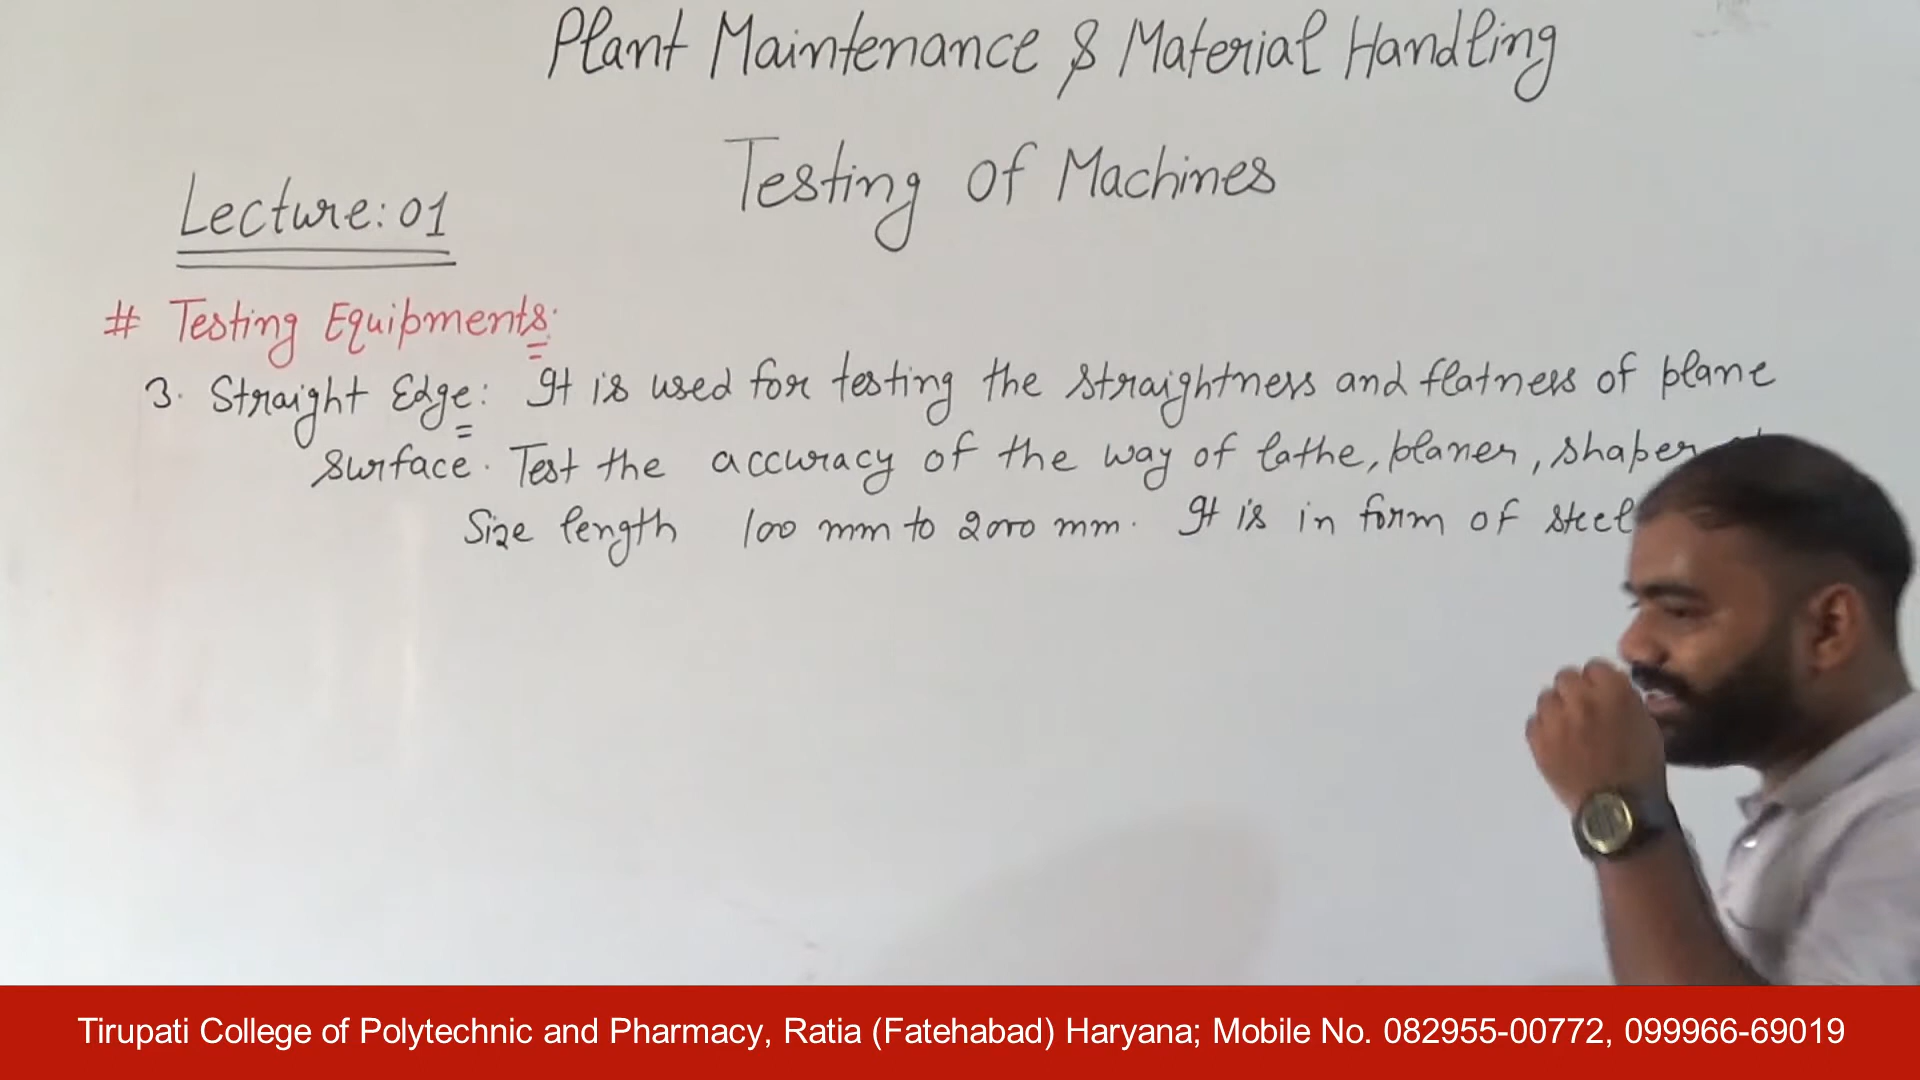 Plant Maintenance & Material Handling
Testing of Machines
Lecture: 01
# Testing Equipments:
3. Straight Edge: It is used for testing the straightness and flatness of plane
surface. Test the accuracy of the way of lathe, planer, shaper
Size length 100 mm to 2000 mm. It is in form of steel
Tirupati College of Polytechnic and Pharmacy, Ratia (Fatehabad) Haryana; Mobile No. 082955-00772, 099966-69019